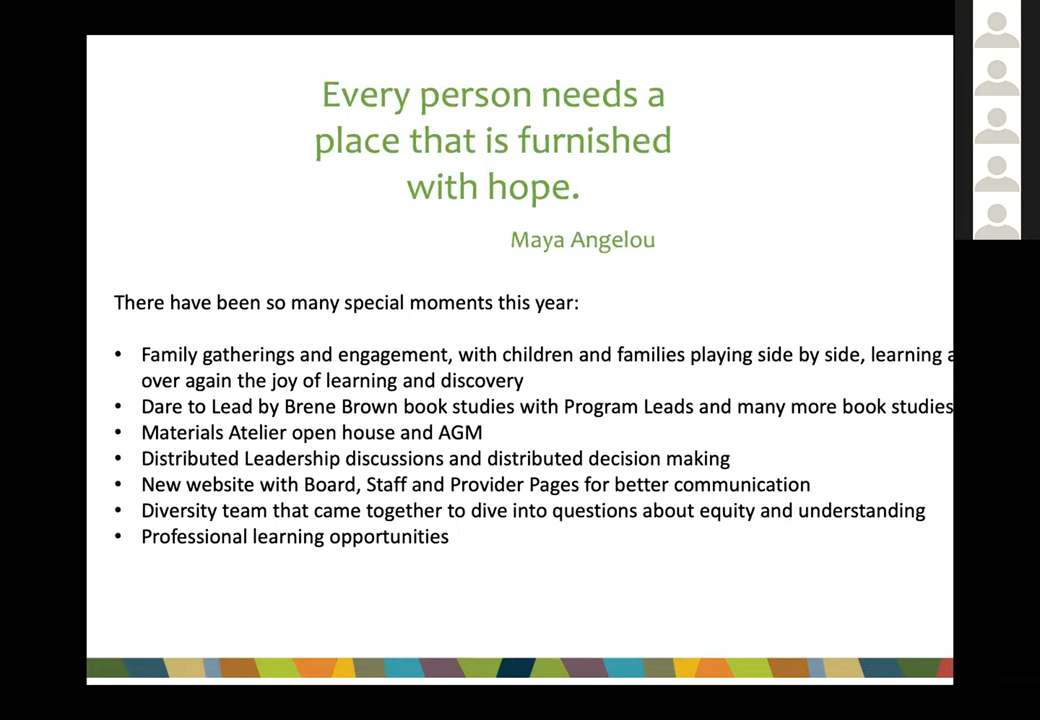 Every person needs a
place that is furnished
with hope.
Maya Angelou
There have been so many special moments this year:
• Family gatherings and engagement, with children and families playing side by side, learning
over again the joy of learning and discovery
• Dare to Lead by Brene Brown book studies with Program Leads and many more book studies
• Materials Atelier open house and AGM
• Distributed Leadership discussions and distributed decision making
• New website with Board, Staff and Provider Pages for better communication
• Diversity team that came together to dive into questions about equity and understanding
• Professional learning opportunities